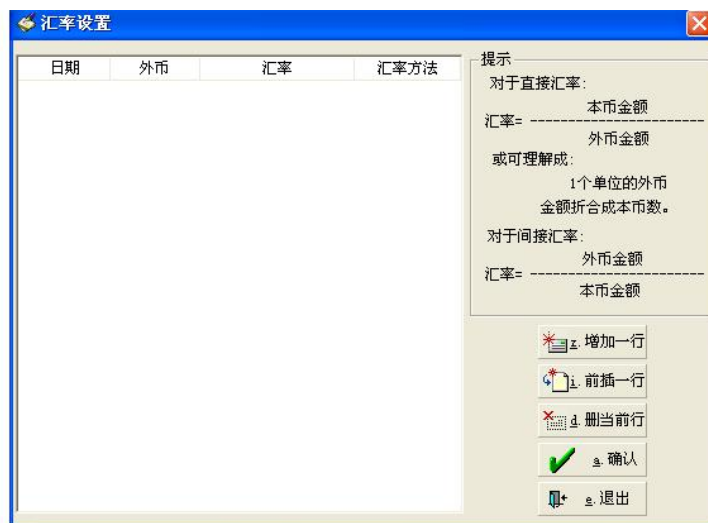 汇率设置
日期 外币 汇率 汇率方法
提示
对于直接汇率:
本币金额
汇率= ------------------------
外币金额
或可理解成:
1个单位的外币
金额折合成本币数。
对于间接汇率:
外币金额
汇率= ------------------------
本币金额
z. 增加一行
i. 前插一行
d. 删当前行
a. 确认
e. 退出